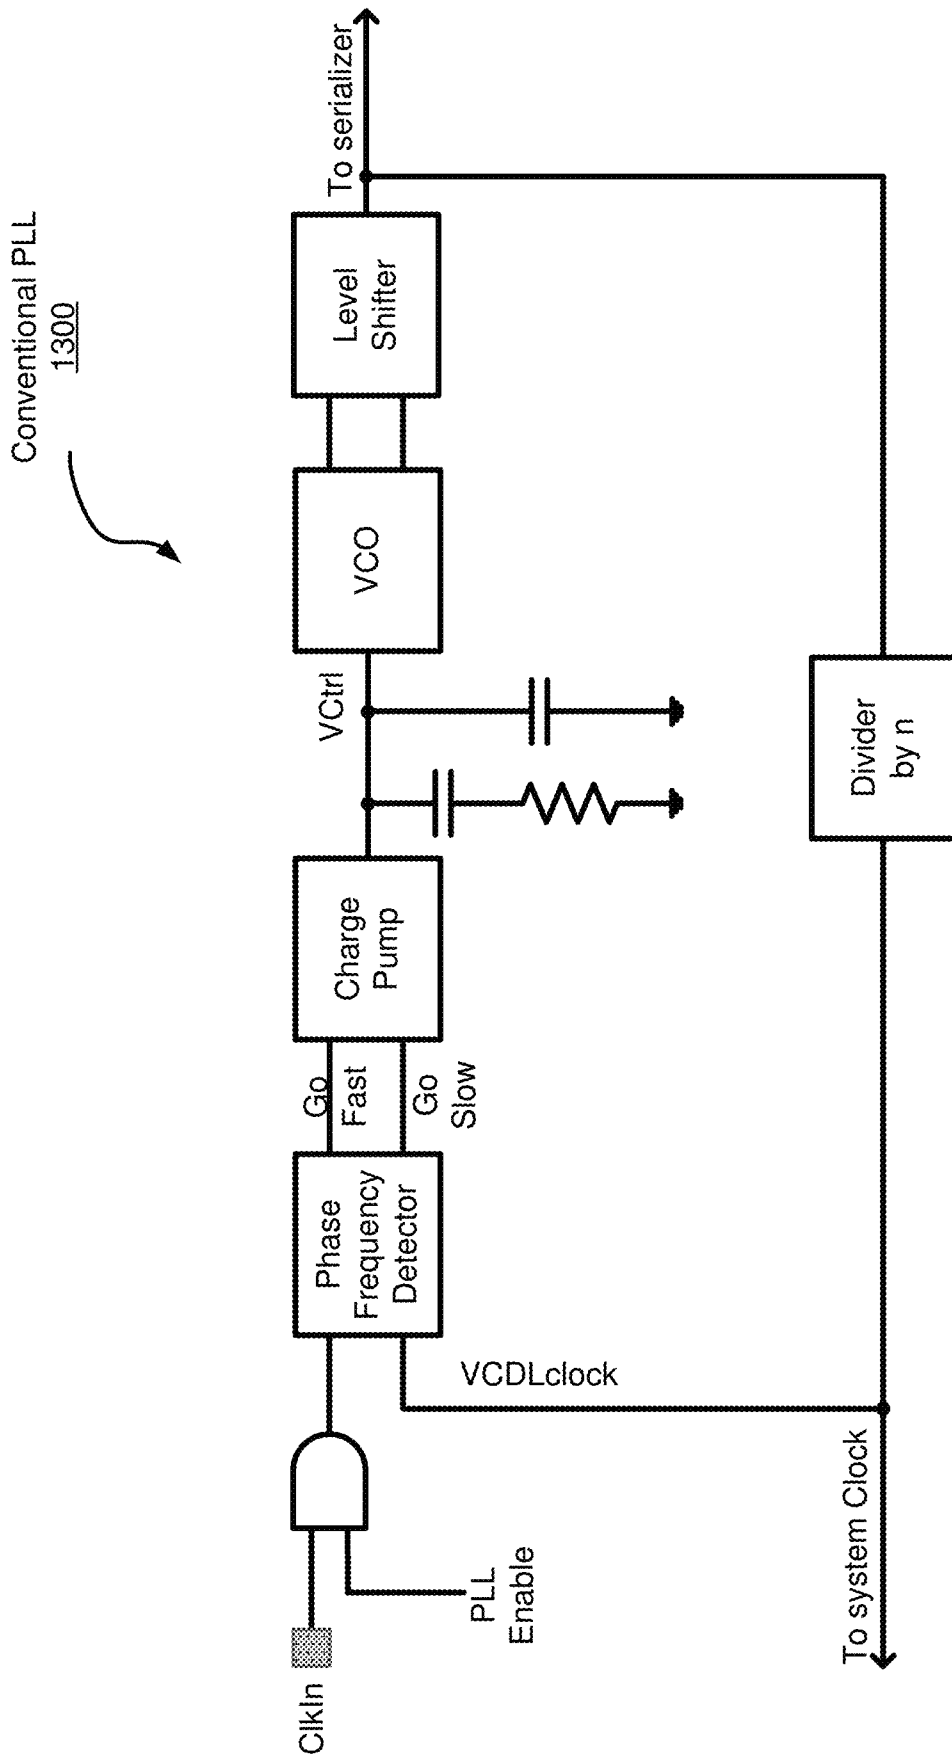 Conventional PLL
1300
ClkIn
PLL
Enable
Phase
Frequency
Detector
Go
Fast
Go
Slow
Charge
Pump
VCtrl
VCO
Level
Shifter
To serializer
VCDLclock
To system Clock
Divider
by n